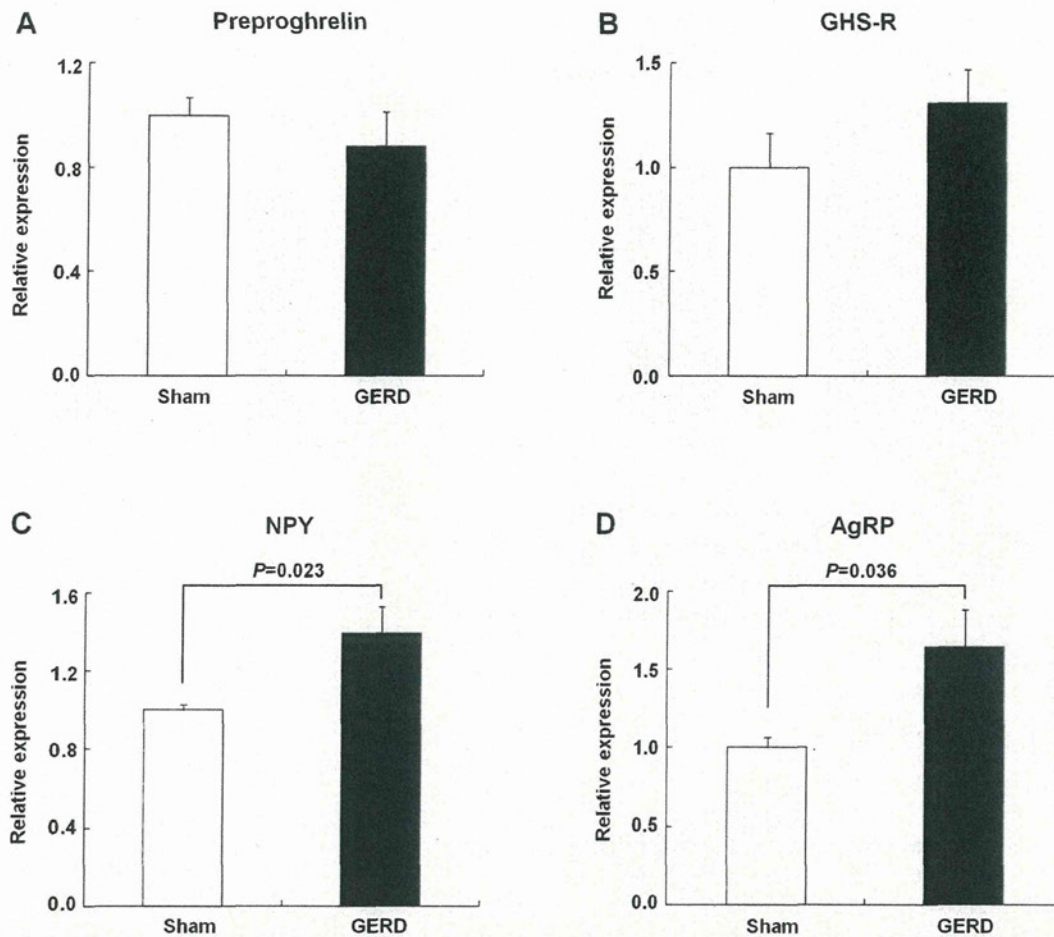 A
Preproghrelin
Relative expression
1.2
0.8
0.4
0.0
Sham
GERD
B
GHS-R
Relative expression
1.5
1.0
0.5
0.0
Sham
GERD
C
NPY
P=0.023
Relative expression
1.6
1.2
0.8
0.4
0.0
Sham
GERD
D
AgRP
P=0.036
Relative expression
2.0
1.5
1.0
0.5
0.0
Sham
GERD